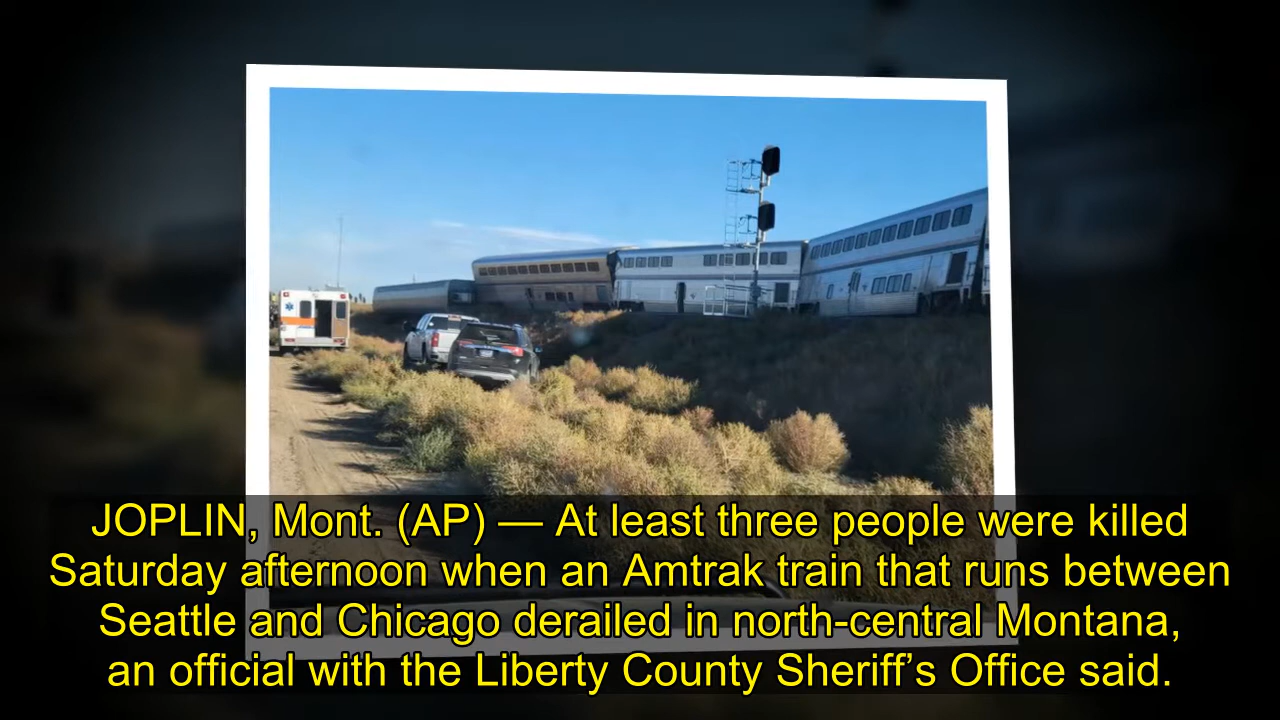 JOPLIN, Mont. (AP) — At least three people were killed
Saturday afternoon when an Amtrak train that runs between
Seattle and Chicago derailed in north-central Montana,
an official with the Liberty County Sheriff’s Office said.